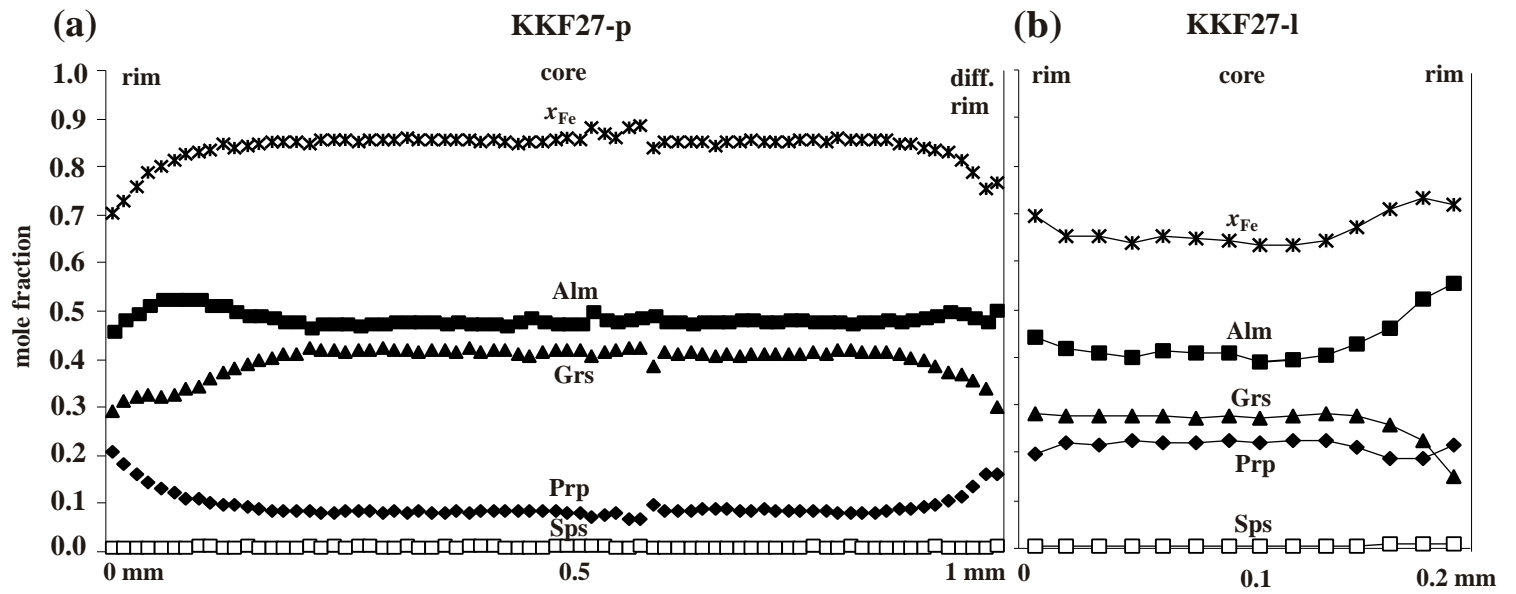 (a)
KKF27-p
(b)
KKF27-l
rim
core
diff.
rim
rim
core
rim
mole fraction
1.0
0.9
0.8
0.7
0.6
0.5
0.4
0.3
0.2
0.1
0.0
xFe
Alm
Grs
Prp
Sps
0 mm
0.5
1 mm
xFe
Alm
Grs
Prp
Sps
0
0.1
0.2 mm